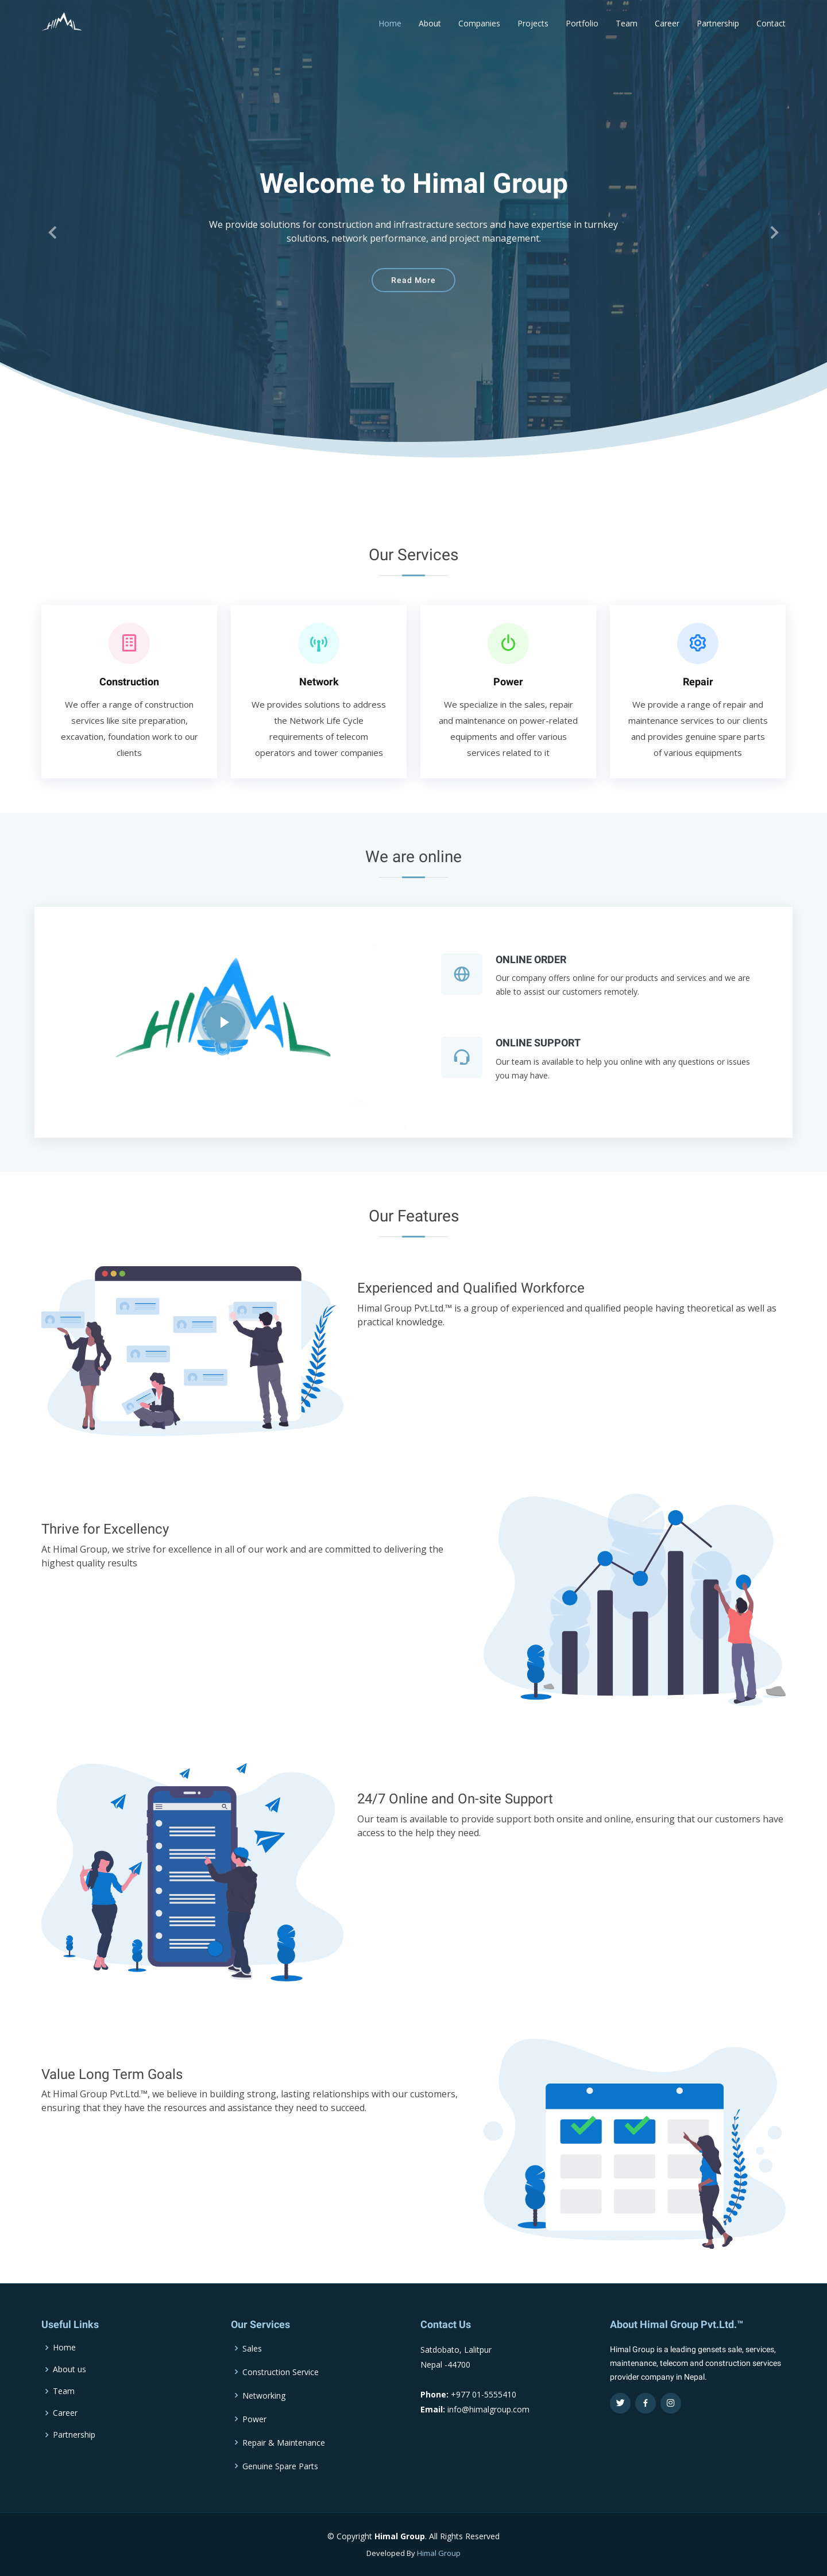 HIMAL
Home About Companies Projects Portfolio Team Career Partnership Contact
Welcome to Himal Group
We provide solutions for construction and infrastracture sectors and have expertise in turnkey
solutions, network performance, and project management.
Read More
Our Services
Construction
We offer a range of construction
services like site preparation,
excavation, foundation work to our
clients
Network
We provides solutions to address
the Network Life Cycle
requirements of telecom
operators and tower companies
Power
We specialize in the sales, repair
and maintenance on power-related
equipments and offer various
services related to it
Repair
We provide a range of repair and
maintenance services to our clients
and provides genuine spare parts
of various equipments
We are online
HIMAL
ONLINE ORDER
Our company offers online for our products and services and we are
able to assist our customers remotely.
ONLINE SUPPORT
Our team is available to help you online with any questions or issues
you may have.
Our Features
Experienced and Qualified Workforce
Himal Group Pvt.Ltd.™ is a group of experienced and qualified people having theoretical as well as
practical knowledge.
Thrive for Excellency
At Himal Group, we strive for excellence in all of our work and are committed to delivering the
highest quality results
24/7 Online and On-site Support
Our team is available to provide support both onsite and online, ensuring that our customers have
access to the help they need.
Value Long Term Goals
At Himal Group Pvt.Ltd.™, we believe in building strong, lasting relationships with our customers,
ensuring that they have the resources and assistance they need to succeed.
Useful Links
Home
About us
Team
Career
Partnership
Our Services
Sales
Construction Service
Networking
Power
Repair & Maintenance
Genuine Spare Parts
Contact Us
Satdobato, Lalitpur
Nepal -44700
Phone: +977 01-5555410
Email: info@himalgroup.com
About Himal Group Pvt.Ltd.™
Himal Group is a leading gensets sale, services,
maintenance, telecom and construction services
provider company in Nepal.
© Copyright Himal Group. All Rights Reserved
Developed By Himal Group